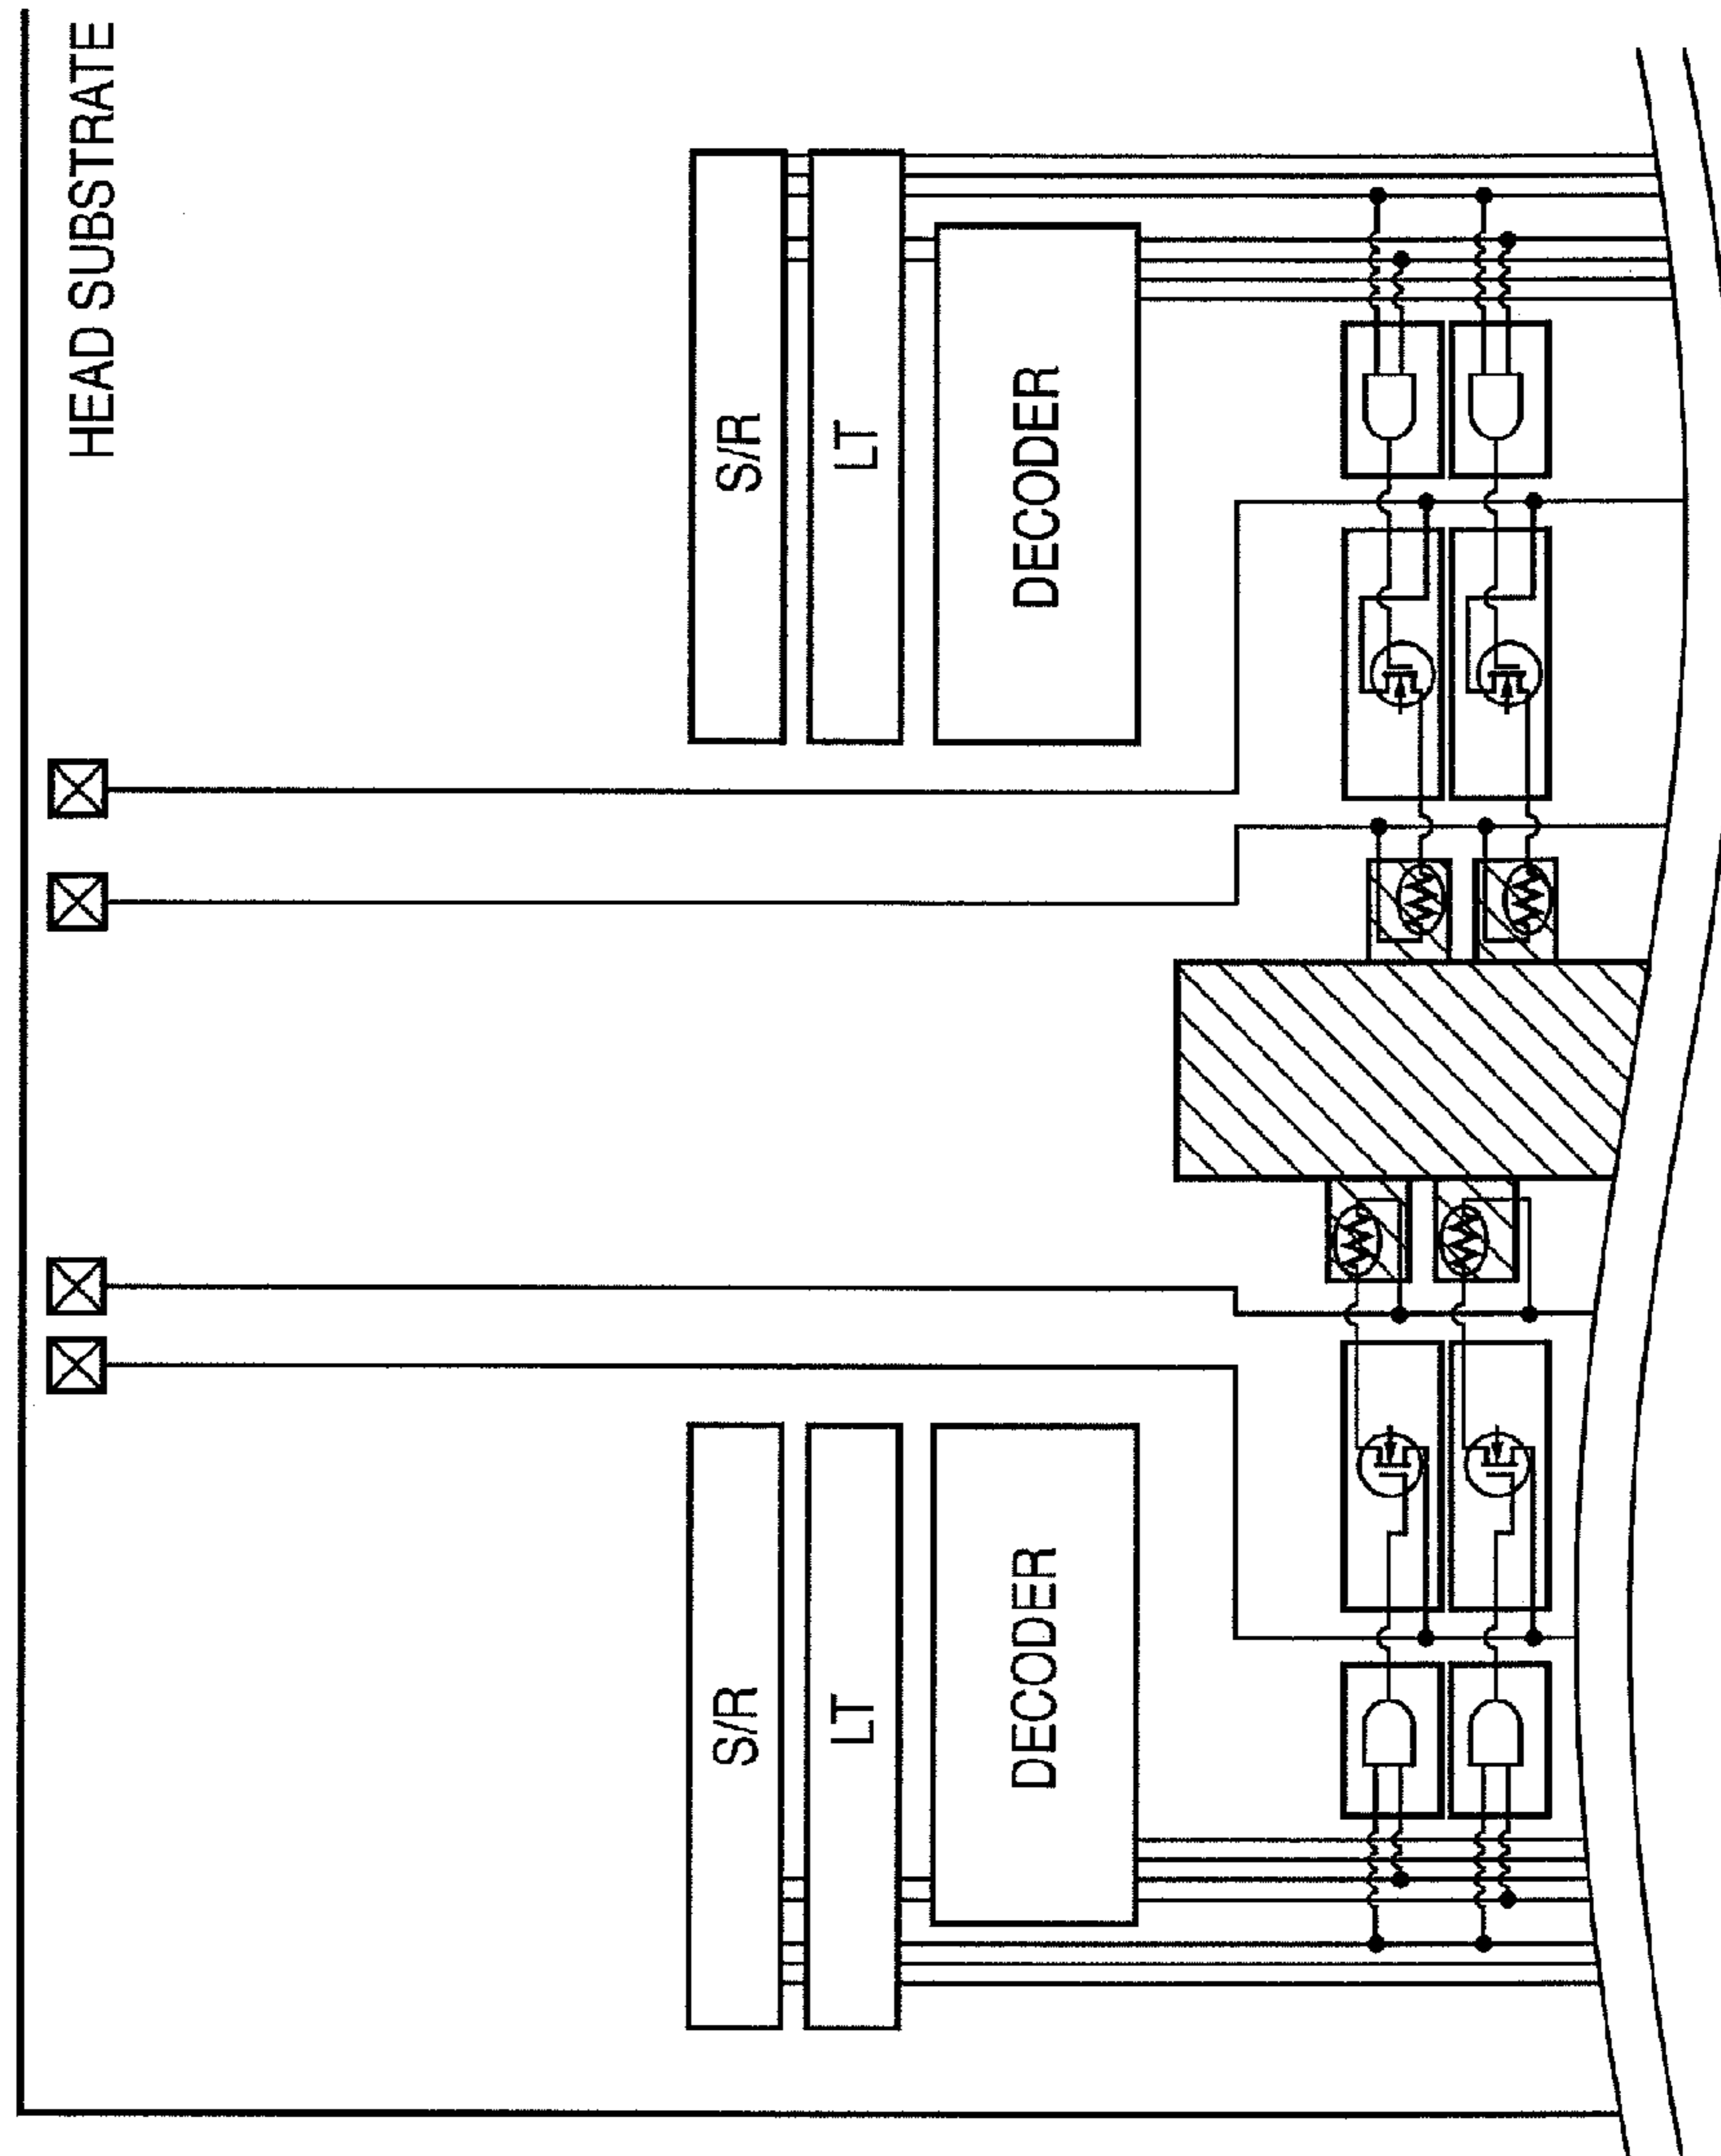 HEAD SUBSTRATE
S/R
LT
DECODER
S/R
LT
DECODER